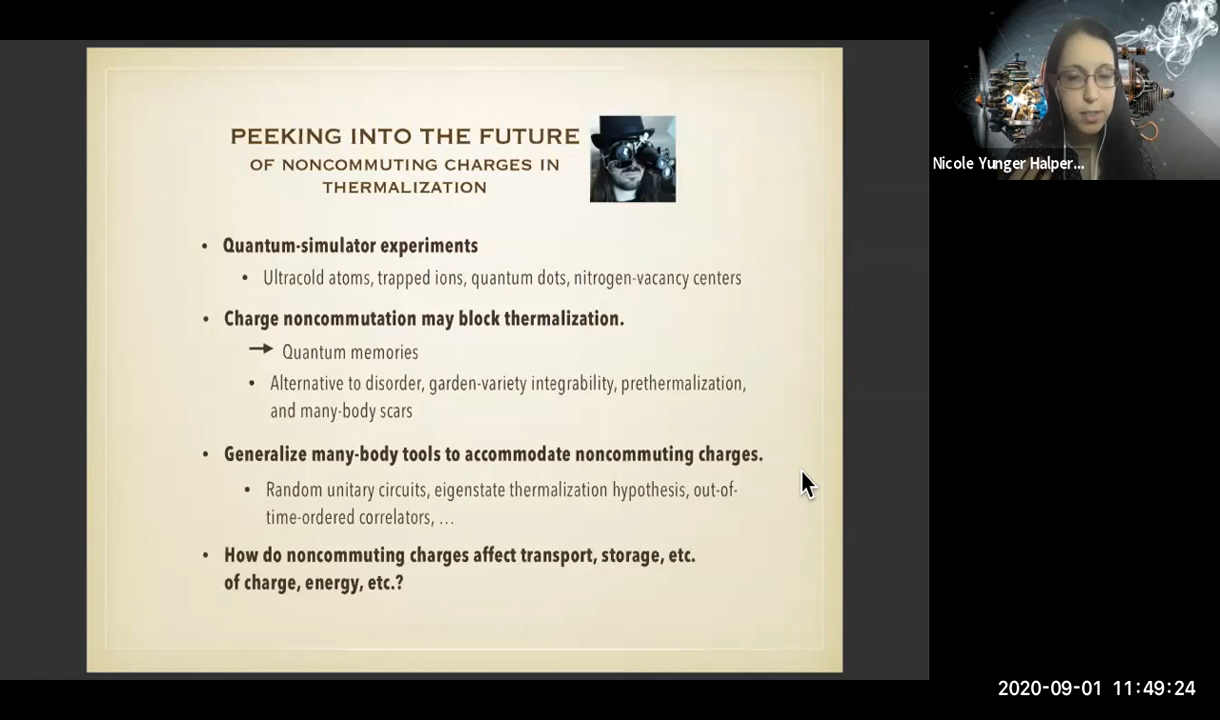 PEEKING INTO THE FUTURE
OF NONCOMMUTING CHARGES IN
THERMALIZATION
• Quantum-simulator experiments
• Ultracold atoms, trapped ions, quantum dots, nitrogen-vacancy centers
• Charge noncommutation may block thermalization.
→ Quantum memories
• Alternative to disorder, garden-variety integrability, prethermalization,
and many-body scars
• Generalize many-body tools to accommodate noncommuting charges.
• Random unitary circuits, eigenstate thermalization hypothesis, out-of-
time-ordered correlators, …
• How do noncommuting charges affect transport, storage, etc.
of charge, energy, etc.?
Nicole Yunger Halper...
2020-09-01 11:49:24